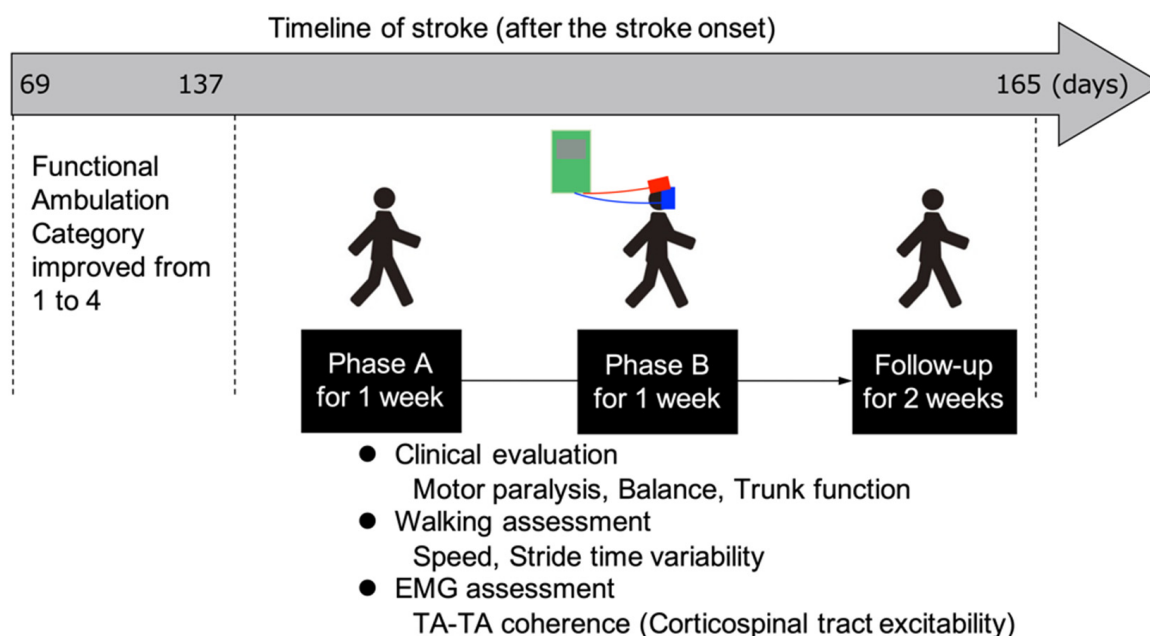 Timeline of stroke (after the stroke onset)
69 137 165 (days)
Functional
Ambulation
Category
improved from
1 to 4
Phase A
for 1 week
Phase B
for 1 week
Follow-up
for 2 weeks
● Clinical evaluation
Motor paralysis, Balance, Trunk function
● Walking assessment
Speed, Stride time variability
● EMG assessment
TA-TA coherence (Corticospinal tract excitability)